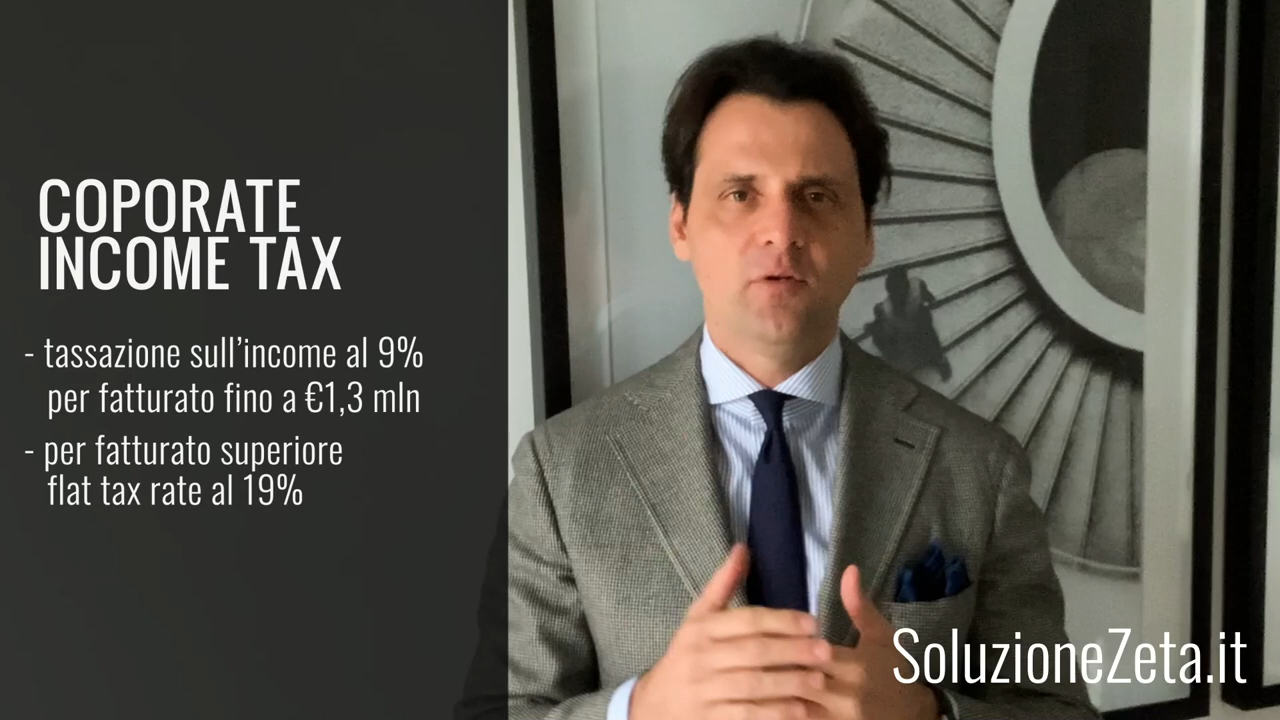 COPORATE
INCOME TAX
- tassazione sull'income al 9%
per fatturato fino a €1,3 mln
- per fatturato superiore
flat tax rate al 19%
SoluzioneZeta.it